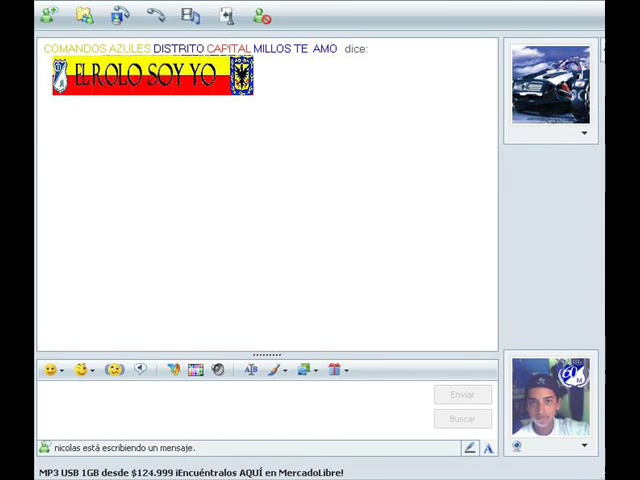 COMANDOS AZULES DISTRITO CAPITAL MILLOS TE AMO dice:
EL ROLO SOY YO
Enviar
Buscar
nicolas está escribiendo un mensaje.
MP3 USB 1GB desde $124.999 ¡Encuéntralos AQUÍ en MercadoLibre!